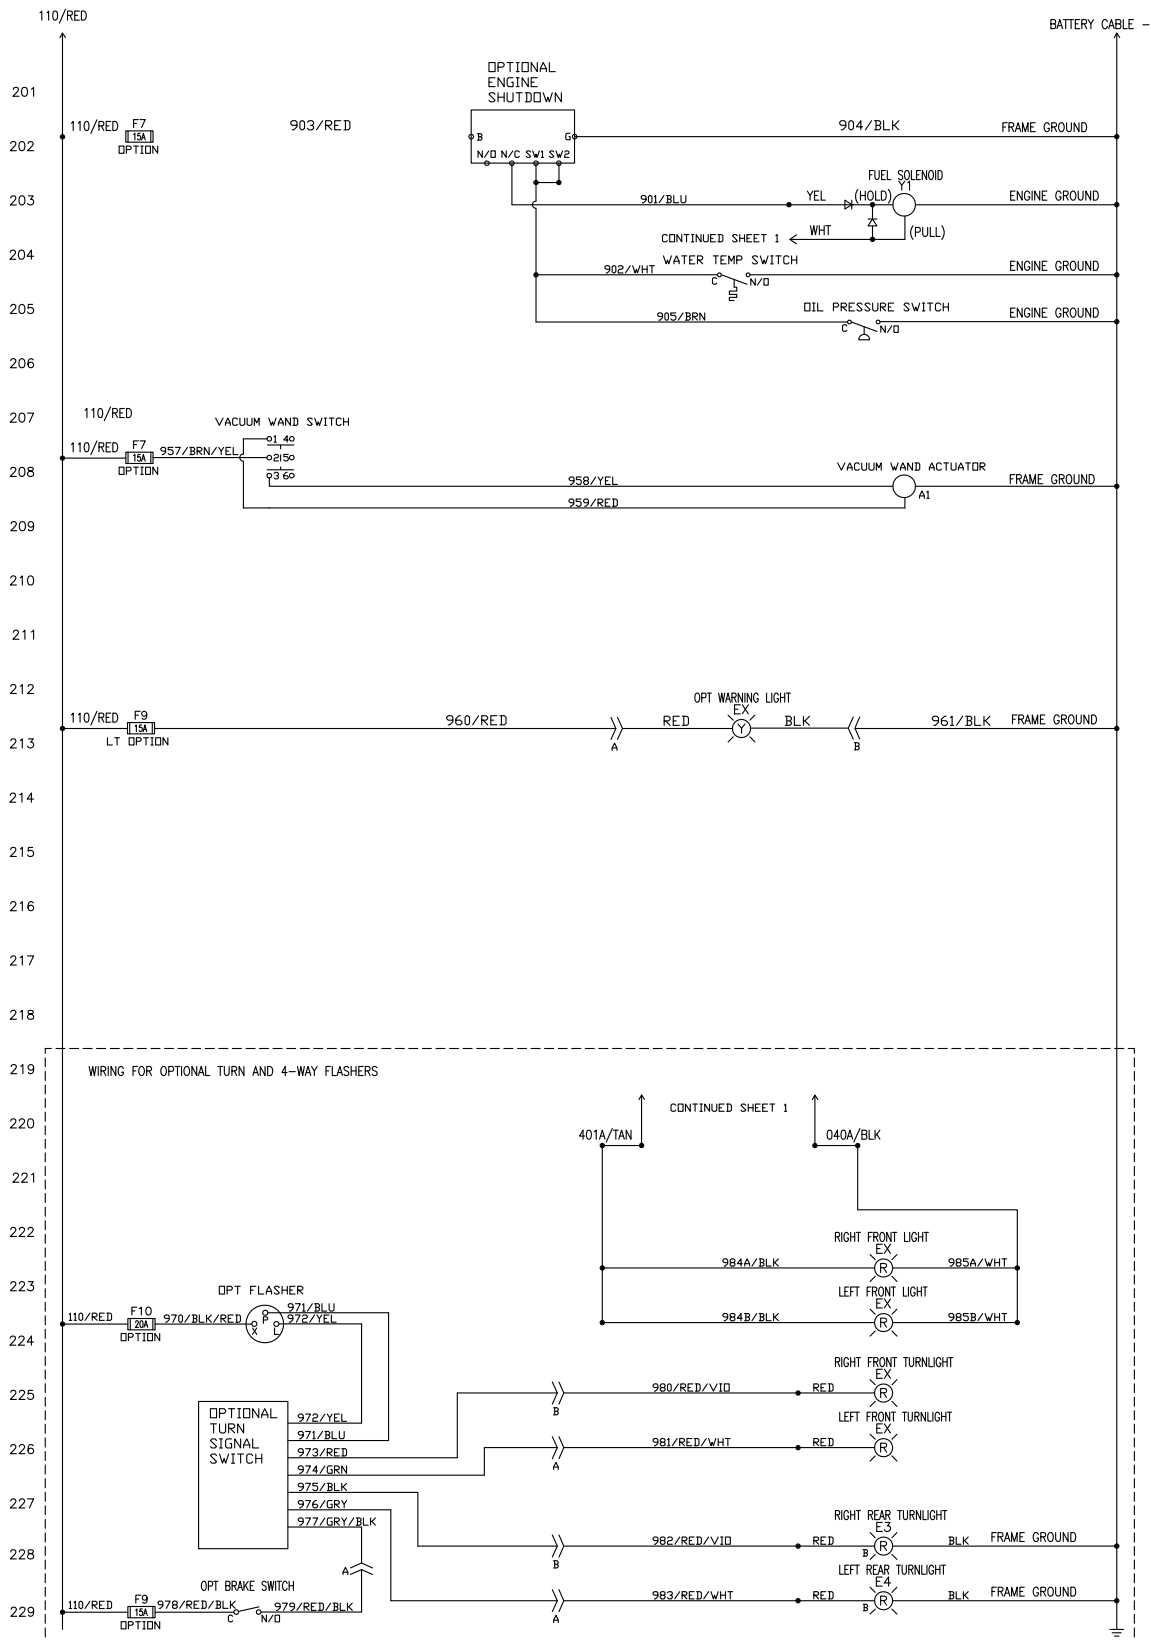 110/RED
BATTERY CABLE -
OPTIONAL
ENGINE
SHUTDOWN
201
110/RED F7 903/RED 904/BLK FRAME GROUND
15A
B G
202 OPTION
N/O N/C SW1 SW2
FUEL SOLENOID
Y1
203 901/BLU YEL (HOLD) ENGINE GROUND
CONTINUED SHEET 1 WHT (PULL)
204
WATER TEMP SWITCH
902/WHT C N/O ENGINE GROUND
205
OIL PRESSURE SWITCH
905/BRN C N/O ENGINE GROUND
206
207
110/RED
VACUUM WAND SWITCH
1 4
110/RED F7 957/BRN/YEL
15A
2 5
OPTION
208
3 6
VACUUM WAND ACTUATOR
958/YEL FRAME GROUND
A1
959/RED
209
210
211
212
OPT WARNING LIGHT
EX
110/RED F9 960/RED RED BLK 961/BLK FRAME GROUND
15A Y
213 LT OPTION A B
214
215
216
217
218
219
WIRING FOR OPTIONAL TURN AND 4-WAY FLASHERS
CONTINUED SHEET 1
220
401A/TAN 040A/BLK
221
222
RIGHT FRONT LIGHT
EX
984A/BLK R 985A/WHT
223
OPT FLASHER
LEFT FRONT LIGHT
EX
110/RED F10 970/BLK/RED 971/BLU
972/YEL
20A X P L
984B/BLK R 985B/WHT
OPTION
224
RIGHT FRONT TURNLIGHT
EX
225 B 980/RED/VIO RED R
OPTIONAL
TURN
SIGNAL
SWITCH
972/YEL
971/BLU
973/RED
974/GRN
975/BLK
976/GRY
977/GRY/BLK
LEFT FRONT TURNLIGHT
EX
226 A 981/RED/WHT RED R
227
RIGHT REAR TURNLIGHT
E3
228 B 982/RED/VIO RED B R BLK FRAME GROUND
A
LEFT REAR TURNLIGHT
E4
A 983/RED/WHT RED B R BLK FRAME GROUND
OPT BRAKE SWITCH
229 110/RED F9 978/RED/BLK C N/O 979/RED/BLK
15A
OPTION